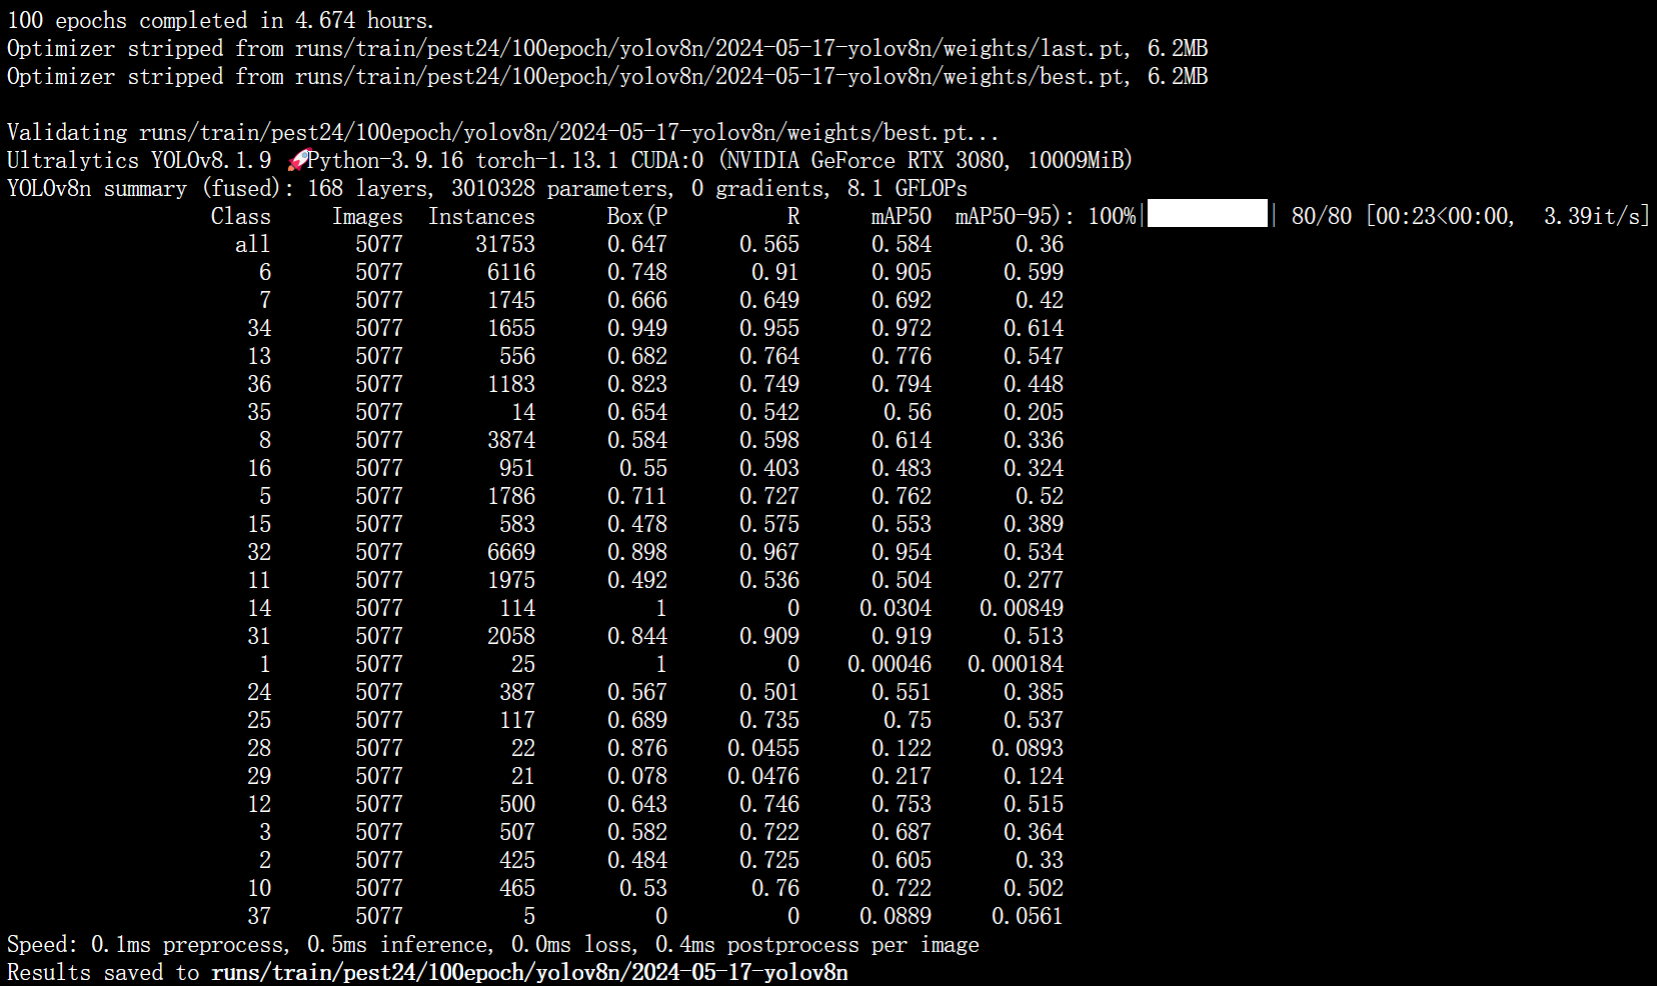 100 epochs completed in 4.674 hours.
Optimizer stripped from runs/train/pest24/100epoch/yolov8n/2024-05-17-yolov8n/weights/last.pt, 6.2MB
Optimizer stripped from runs/train/pest24/100epoch/yolov8n/2024-05-17-yolov8n/weights/best.pt, 6.2MB
Validating runs/train/pest24/100epoch/yolov8n/2024-05-17-yolov8n/weights/best.pt...
Ultralytics YOLOv8.1.9 🚀Python-3.9.16 torch-1.13.1 CUDA:0 (NVIDIA GeForce RTX 3080, 10009MiB)
YOLOv8n summary (fused): 168 layers, 3010328 parameters, 0 gradients, 8.1 GFLOPs
Class Images Instances Box(P R mAP50 mAP50-95): 100%|██████████| 80/80 [00:23<00:00, 3.39it/s]
all 5077 31753 0.647 0.565 0.584 0.36
6 5077 6116 0.748 0.91 0.905 0.599
7 5077 1745 0.666 0.649 0.692 0.42
34 5077 1655 0.949 0.955 0.972 0.614
13 5077 556 0.682 0.764 0.776 0.547
36 5077 1183 0.823 0.749 0.794 0.448
35 5077 14 0.654 0.542 0.56 0.205
8 5077 3874 0.584 0.598 0.614 0.336
16 5077 951 0.55 0.403 0.483 0.324
5 5077 1786 0.711 0.727 0.762 0.52
15 5077 583 0.478 0.575 0.553 0.389
32 5077 6669 0.898 0.967 0.954 0.534
11 5077 1975 0.492 0.536 0.504 0.277
14 5077 114 1 0 0.0304 0.00849
31 5077 2058 0.844 0.909 0.919 0.513
1 5077 25 1 0 0.00046 0.000184
24 5077 387 0.567 0.501 0.551 0.385
25 5077 117 0.689 0.735 0.75 0.537
28 5077 22 0.876 0.0455 0.122 0.0893
29 5077 21 0.078 0.0476 0.217 0.124
12 5077 500 0.643 0.746 0.753 0.515
3 5077 507 0.582 0.722 0.687 0.364
2 5077 425 0.484 0.725 0.605 0.33
10 5077 465 0.53 0.76 0.722 0.502
37 5077 5 0 0 0.0889 0.0561
Speed: 0.1ms preprocess, 0.5ms inference, 0.0ms loss, 0.4ms postprocess per image
Results saved to runs/train/pest24/100epoch/yolov8n/2024-05-17-yolov8n